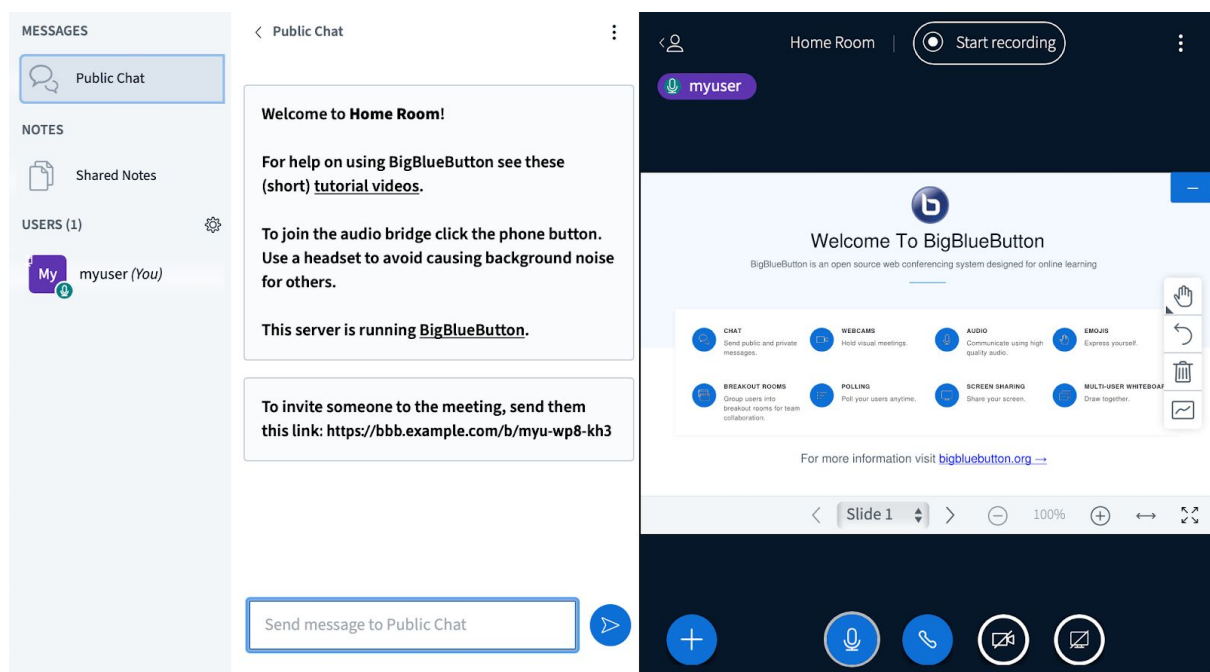 MESSAGES
Public Chat
NOTES
Shared Notes
USERS (1)
My
myuser (You)
Public Chat
Welcome to Home Room!
For help on using BigBlueButton see these
(short) tutorial videos.
To join the audio bridge click the phone button.
Use a headset to avoid causing background noise
for others.
This server is running BigBlueButton.
To invite someone to the meeting, send them
this link: https://bbb.example.com/b/myu-wp8-kh3
Send message to Public Chat
Home Room
Start recording
myuser
b
Welcome To BigBlueButton
BigBlueButton is an open source web conferencing system designed for online learning
CHAT
Send public and private
messages.
WEBCAMS
Hold visual meetings.
AUDIO
Communicate using high
quality audio.
EMOJIS
Express yourself.
BREAKOUT ROOMS
Group users into
breakout rooms for team
collaboration.
POLLING
Poll your users anytime.
SCREEN SHARING
Share your screen.
MULTI-USER WHITEBOAR
Draw together.
For more information visit bigbluebutton.org →
Slide 1
100%